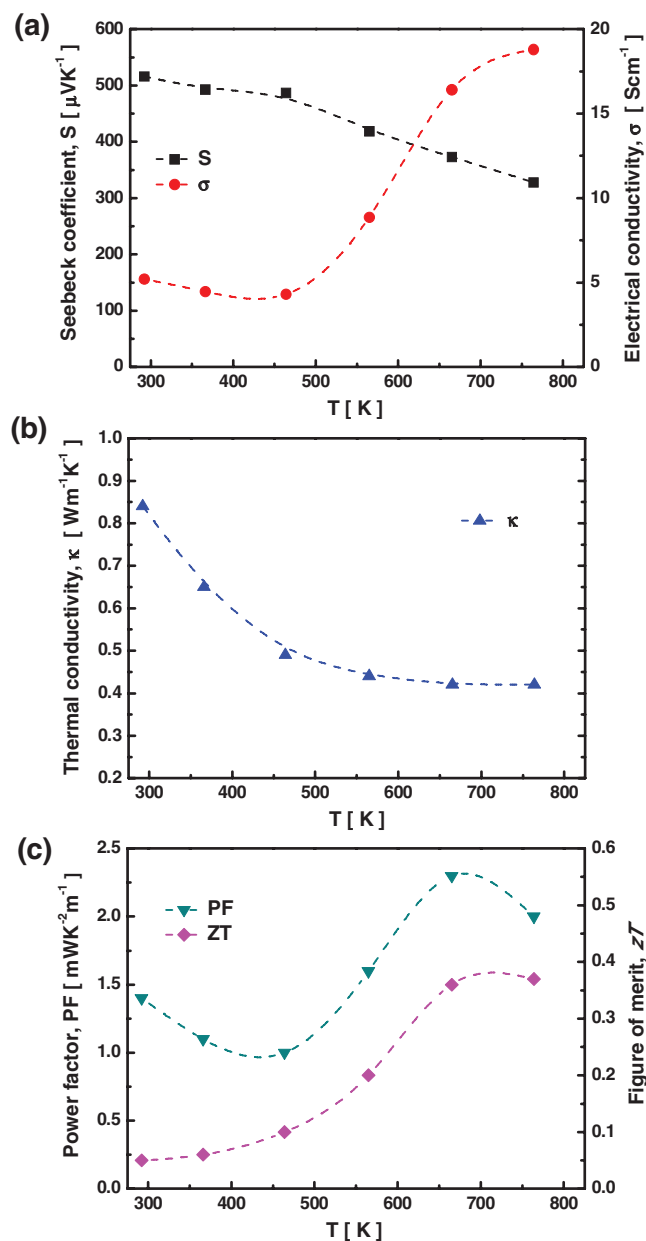 (a)
600
500
400
300
200
100
0
Seebeck coefficient, S [ μVK⁻¹]
S
σ
20
15
10
5
0
Electrical conductivity, σ [ Scm⁻¹]
300 400 500 600 700 800
T [ K]
(b)
1.0
0.9
0.8
0.7
0.6
0.5
0.4
0.3
0.2
Thermal conductivity, κ [ Wm⁻¹K⁻¹]
κ
300 400 500 600 700 800
T [ K]
(c)
2.5
2.0
1.5
1.0
0.5
0.0
Power factor, PF [ mWK⁻²m⁻¹]
PF
ZT
0.6
0.5
0.4
0.3
0.2
0.1
0.0
Figure of merit, zT
300 400 500 600 700 800
T [ K]